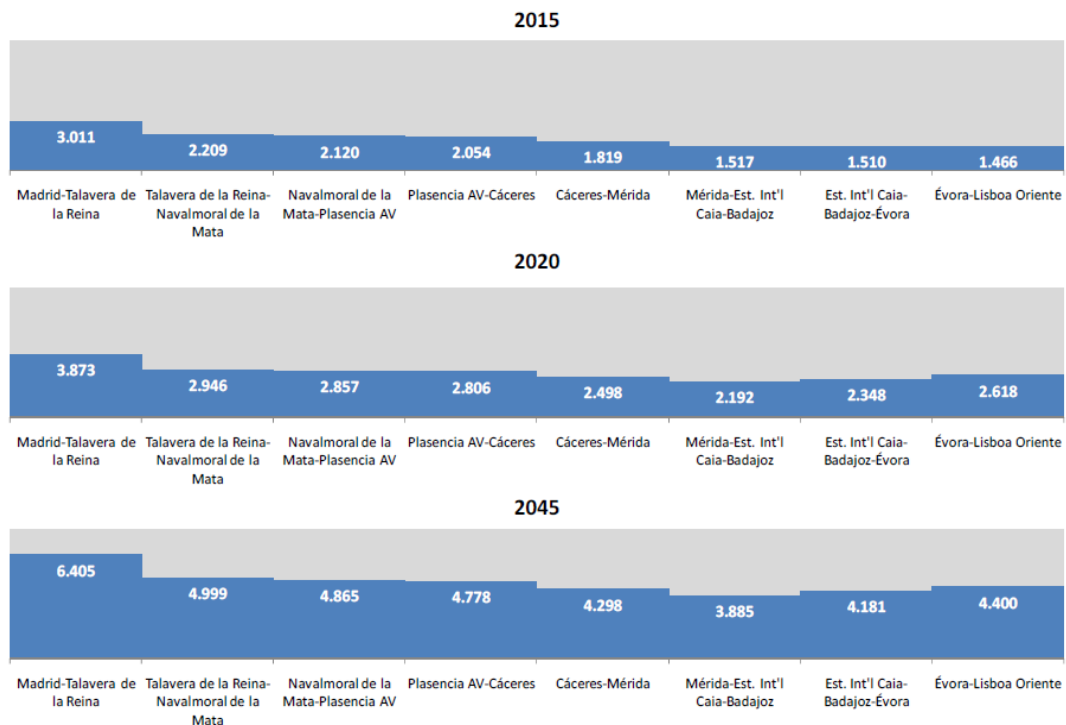 2015
3.011
2.209
2.120
2.054
1.819
1.517
1.510
1.466
Madrid-Talavera de
la Reina
Talavera de la Reina-
Navalmoral de la
Mata
Navalmoral de la
Mata-Plasencia AV
Plasencia AV-Cáceres
Cáceres-Mérida
Mérida-Est. Int'l
Caia-Badajoz
Est. Int'l Caia-
Badajoz-Évora
Évora-Lisboa Oriente
2020
3.873
2.946
2.857
2.806
2.498
2.192
2.348
2.618
Madrid-Talavera de
la Reina
Talavera de la Reina-
Navalmoral de la
Mata
Navalmoral de la
Mata-Plasencia AV
Plasencia AV-Cáceres
Cáceres-Mérida
Mérida-Est. Int'l
Caia-Badajoz
Est. Int'l Caia-
Badajoz-Évora
Évora-Lisboa Oriente
2045
6.405
4.999
4.865
4.778
4.298
3.885
4.181
4.400
Madrid-Talavera de
la Reina
Talavera de la Reina-
Navalmoral de la
Mata
Navalmoral de la
Mata-Plasencia AV
Plasencia AV-Cáceres
Cáceres-Mérida
Mérida-Est. Int'l
Caia-Badajoz
Est. Int'l Caia-
Badajoz-Évora
Évora-Lisboa Oriente